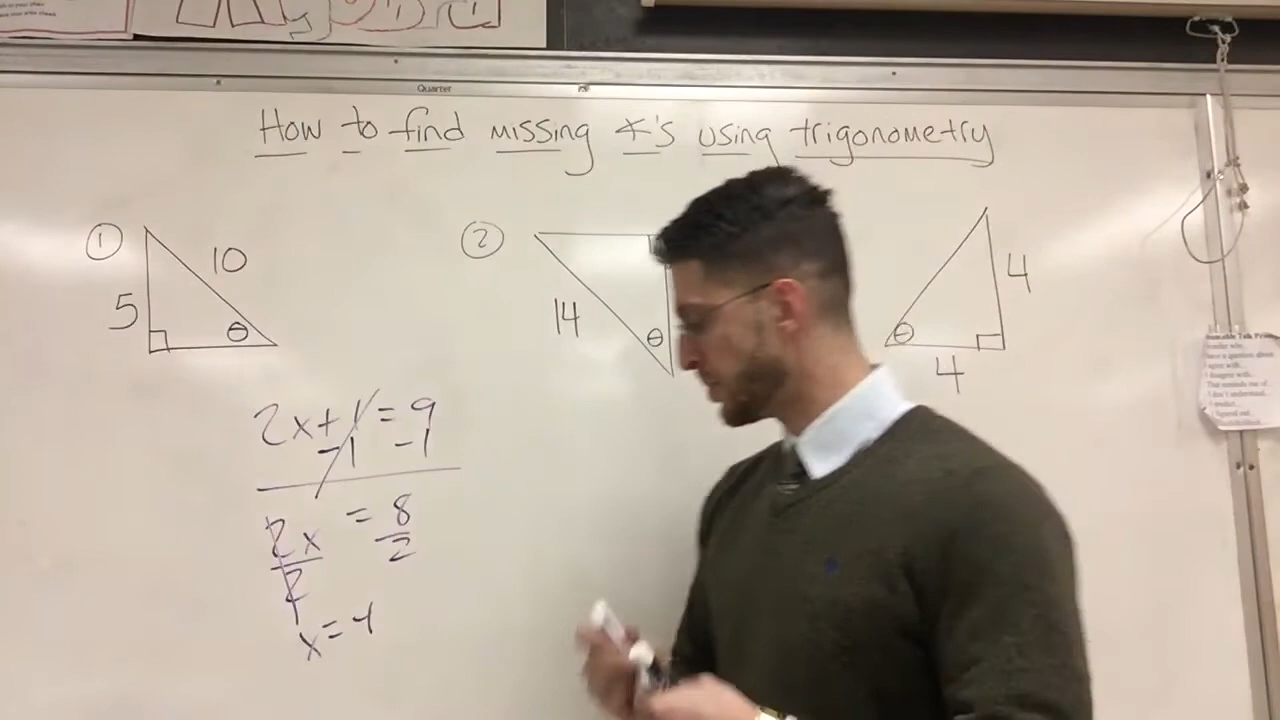 Quarter
How to find missing ∡'s using trigonometry
① 5 10 θ
② 14 θ
4 4 θ
2x+1=9
-1 -1
2x = 8
2 2
x=4